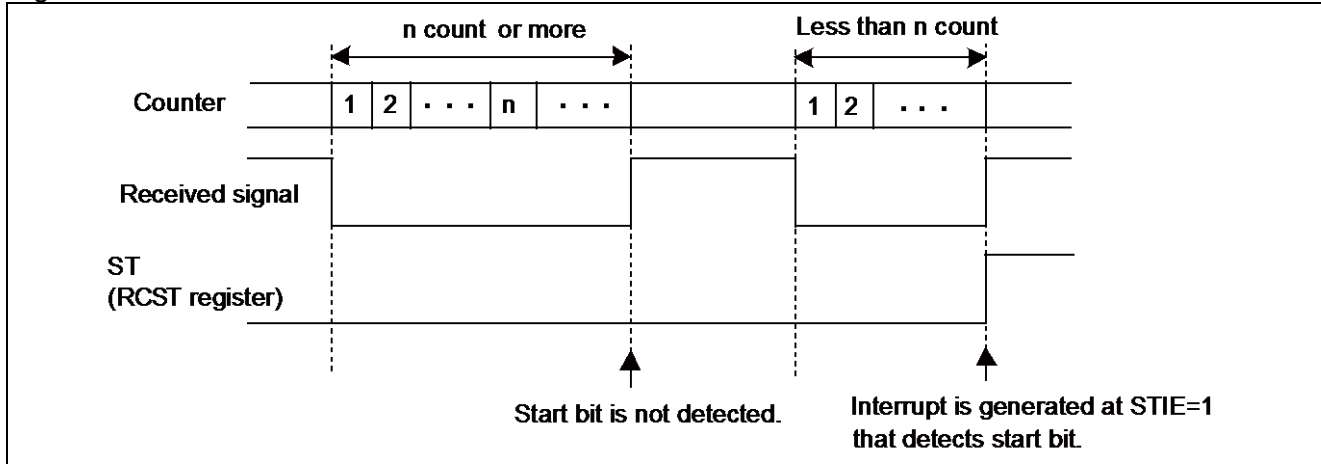 n count or more
Less than n count
Counter
1 2 · · · n · · ·
1 2 · · ·
Received signal
ST
(RCST register)
Start bit is not detected.
Interrupt is generated at STIE=1
that detects start bit.